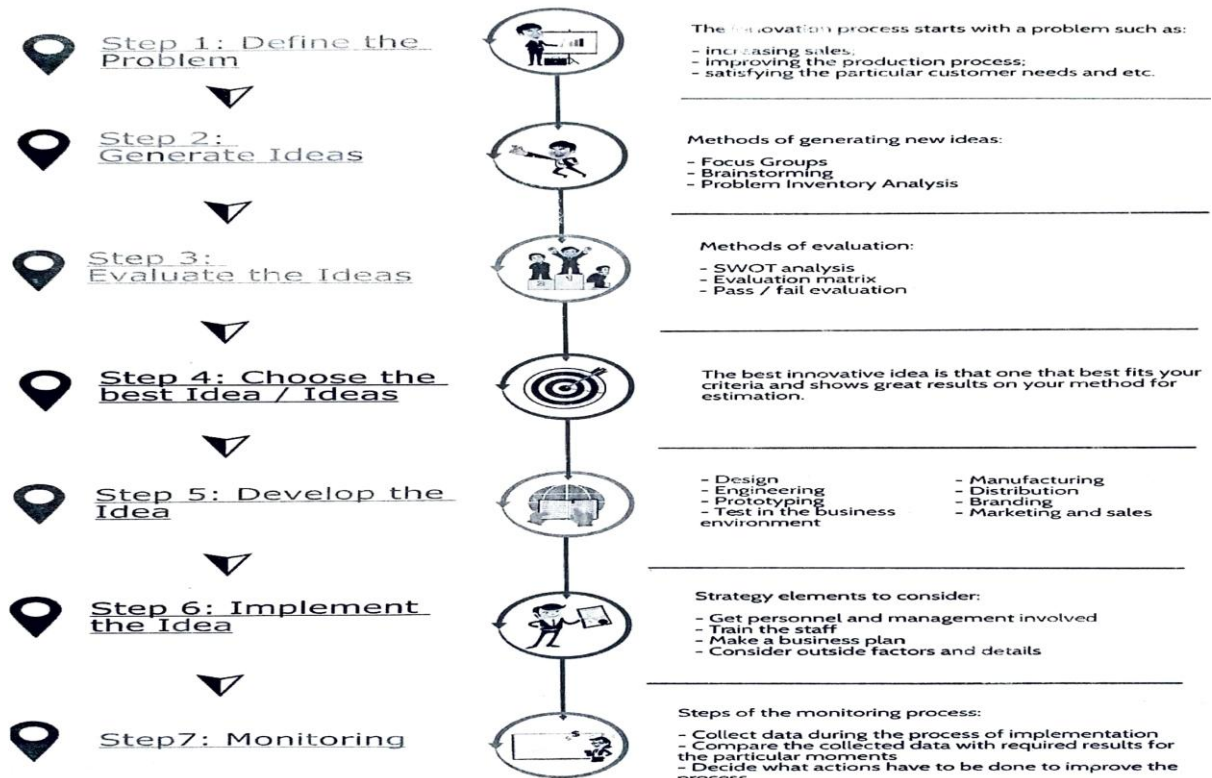 Step 1: Define the
Problem
The innovation process starts with a problem such as:
- increasing sales;
- improving the production process;
- satisfying the particular customer needs and etc.
Step 2:
Generate Ideas
Methods of generating new ideas:
- Focus Groups
- Brainstorming
- Problem Inventory Analysis
Step 3:
Evaluate the Ideas
Methods of evaluation:
- SWOT analysis
- Evaluation matrix
- Pass / fail evaluation
Step 4: Choose the
best Idea / Ideas
The best innovative idea is that one that best fits your
criteria and shows great results on your method for
estimation.
Step 5: Develop the
Idea
- Design
- Engineering
- Prototyping
- Test in the business
environment
- Manufacturing
- Distribution
- Branding
- Marketing and sales
Step 6: Implement
the Idea
Strategy elements to consider:
- Get personnel and management involved
- Train the staff
- Make a business plan
- Consider outside factors and details
Step7: Monitoring
Steps of the monitoring process:
- Collect data during the process of implementation
- Compare the collected data with required results for
the particular moments
- Decide what actions have to be done to improve the
process